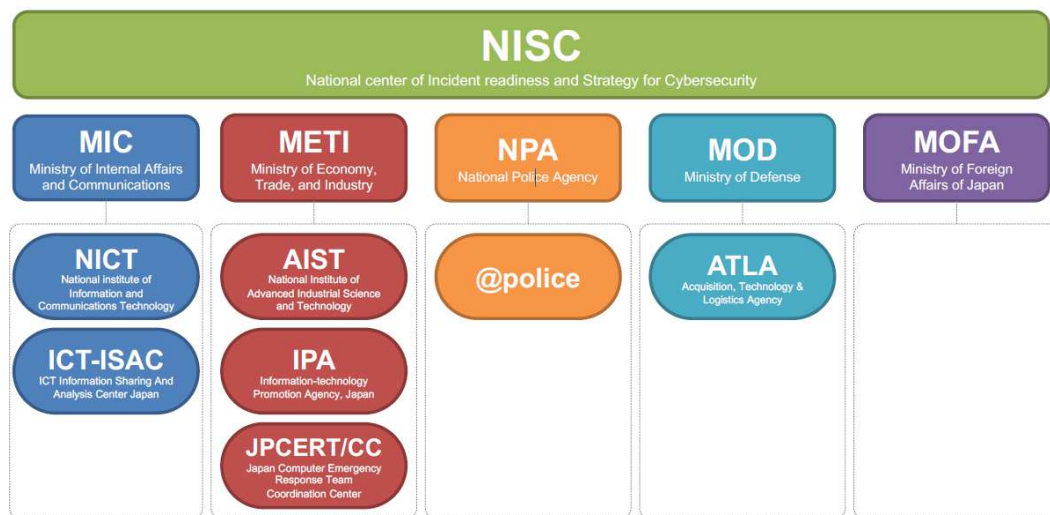 NISC
National center of Incident readiness and Strategy for Cybersecurity
MIC
Ministry of Internal Affairs
and Communications
METI
Ministry of Economy,
Trade, and Industry
NPA
National Police Agency
MOD
Ministry of Defense
MOFA
Ministry of Foreign
Affairs of Japan
NICT
National institute of
Information and
Communications Technology
ICT-ISAC
ICT Information Sharing And
Analysis Center Japan
AIST
National Institute of
Advanced Industrial Science
and Technology
IPA
Information-technology
Promotion Agency, Japan
JPCERT/CC
Japan Computer Emergency
Response Team
Coordination Center
@police
ATLA
Acquisition, Technology &
Logistics Agency